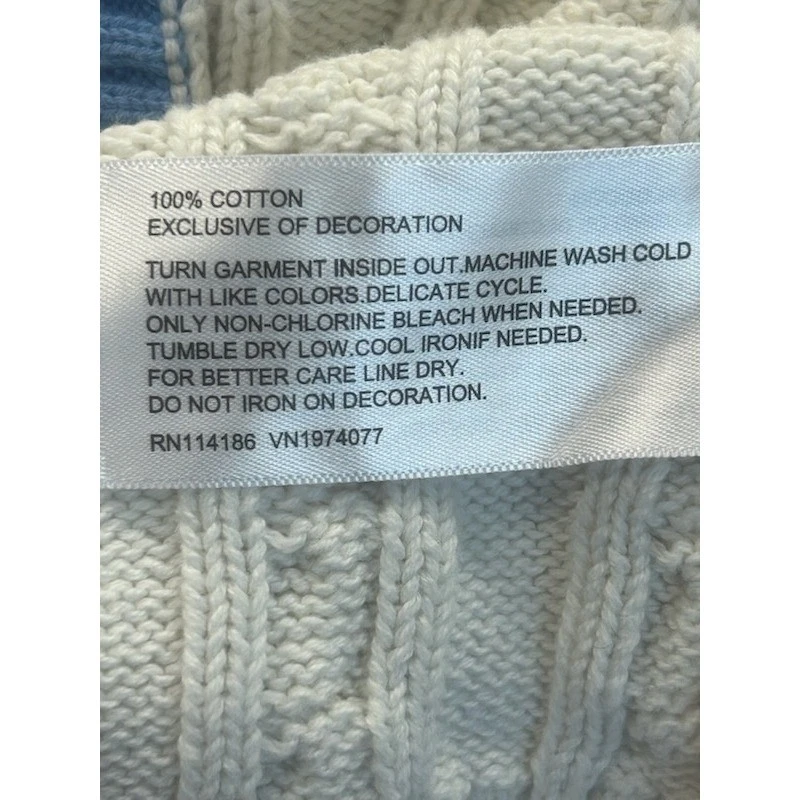 100% COTTON
EXCLUSIVE OF DECORATION
TURN GARMENT INSIDE OUT.MACHINE WASH COLD
WITH LIKE COLORS.DELICATE CYCLE.
ONLY NON-CHLORINE BLEACH WHEN NEEDED.
TUMBLE DRY LOW.COOL IRONIF NEEDED.
FOR BETTER CARE LINE DRY.
DO NOT IRON ON DECORATION.
RN114186 VN1974077